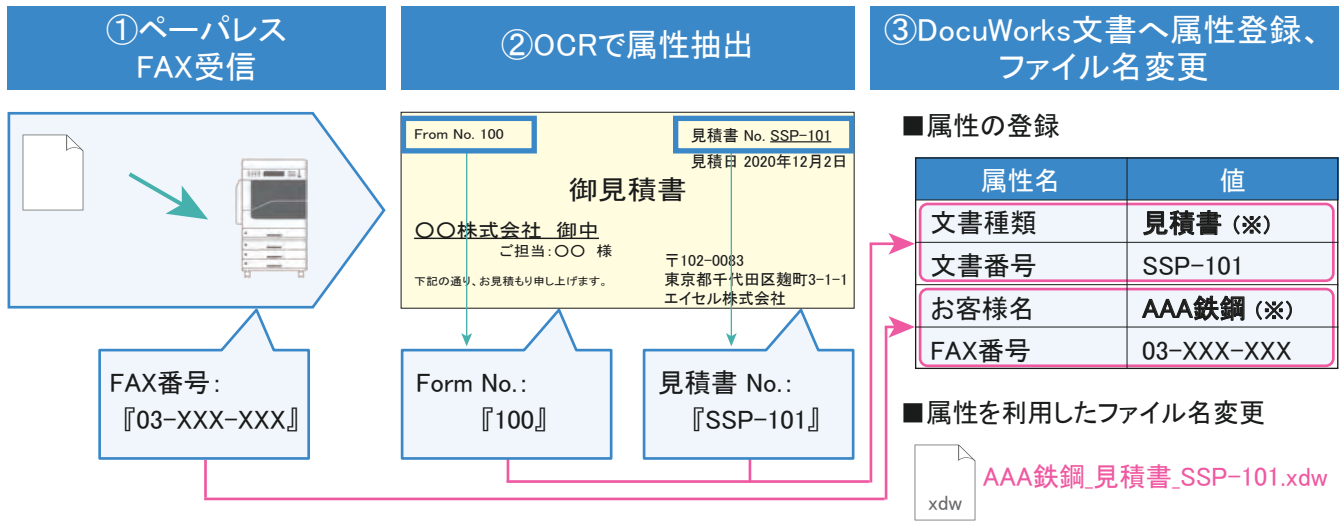 ①ペーパレス
FAX受信
②OCRで属性抽出
③DocuWorks文書へ属性登録、
ファイル名変更
From No. 100
見積書 No. SSP-101
見積日 2020年12月2日
御見積書
〇〇株式会社 御中
ご担当:〇〇 様
下記の通り、お見積もり申し上げます。
〒102-0083
東京都千代田区麹町3-1-1
エイセル株式会社
FAX番号:
『03-XXX-XXX』
Form No.:
『100』
見積書 No.:
『SSP-101』
■属性の登録
属性名 値
文書種類 見積書 (※)
文書番号 SSP-101
お客様名 AAA鉄鋼 (※)
FAX番号 03-XXX-XXX
■属性を利用したファイル名変更
AAA鉄鋼_見積書_SSP-101.xdw
xdw